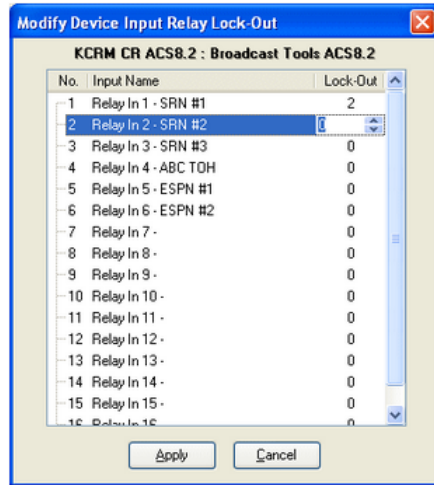 Modify Device Input Relay Lock-Out
KCRM CR ACS8.2 : Broadcast Tools ACS8.2
No. Input Name Lock-Out
1 Relay In 1 - SRN #1 2
2 Relay In 2 - SRN #2 0
3 Relay In 3 - SRN #3 0
4 Relay In 4 - ABC TOH 0
5 Relay In 5 - ESPN #1 0
6 Relay In 6 - ESPN #2 0
7 Relay In 7 - 0
8 Relay In 8 - 0
9 Relay In 9 - 0
10 Relay In 10 - 0
11 Relay In 11 - 0
12 Relay In 12 - 0
13 Relay In 13 - 0
14 Relay In 14 - 0
15 Relay In 15 - 0
16 Relay In 16 0
Apply Cancel